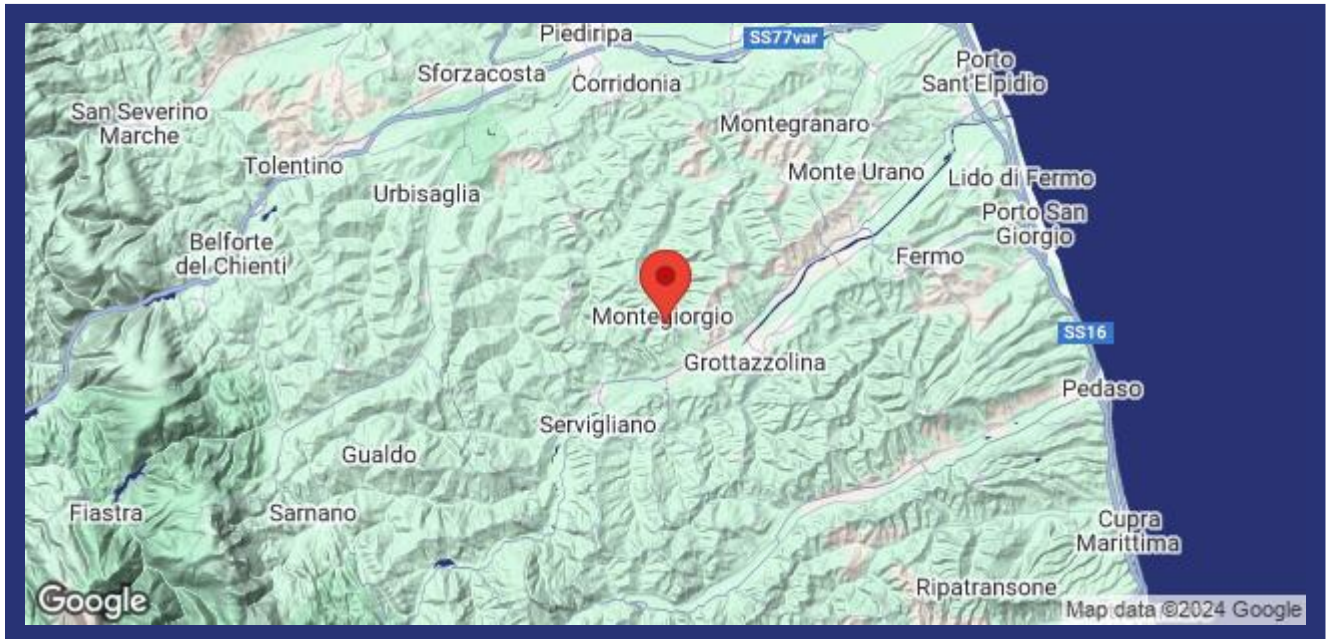 Piediripa
SS77var
Porto
Sant'Elpidio
Sforzacosta
Corridonia
San Severino
Marche
Montegranaro
Tolentino
Monte Urano
Lido di Fermo
Urbisaglia
Porto San
Giorgio
Belforte
del Chienti
Fermo
Montegiorgio
SS16
Grottazzolina
Pedaso
Servigliano
Gualdo
Fiastra
Sarnano
Cupra
Marittima
Ripatransone
Google
Map data ©2024 Google